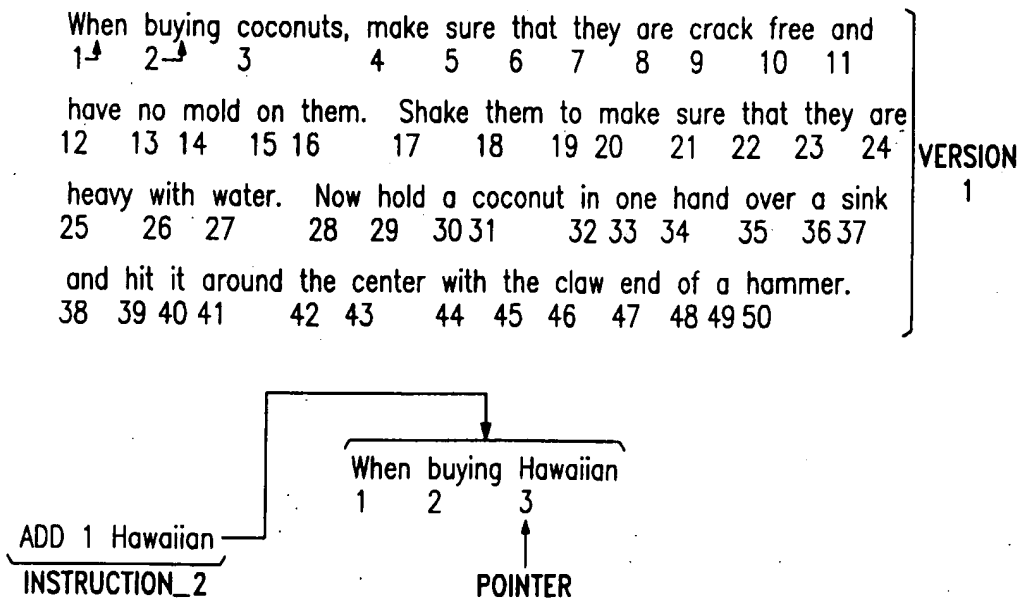 When buying coconuts, make sure that they are crack free and
1 2 3 4 5 6 7 8 9 10 11
have no mold on them. Shake them to make sure that they are
12 13 14 15 16 17 18 19 20 21 22 23 24
heavy with water. Now hold a coconut in one hand over a sink
25 26 27 28 29 30 31 32 33 34 35 36 37
and hit it around the center with the claw end of a hammer.
38 39 40 41 42 43 44 45 46 47 48 49 50
VERSION
1
When buying Hawaiian
1 2 3
ADD 1 Hawaiian
INSTRUCTION_2
POINTER